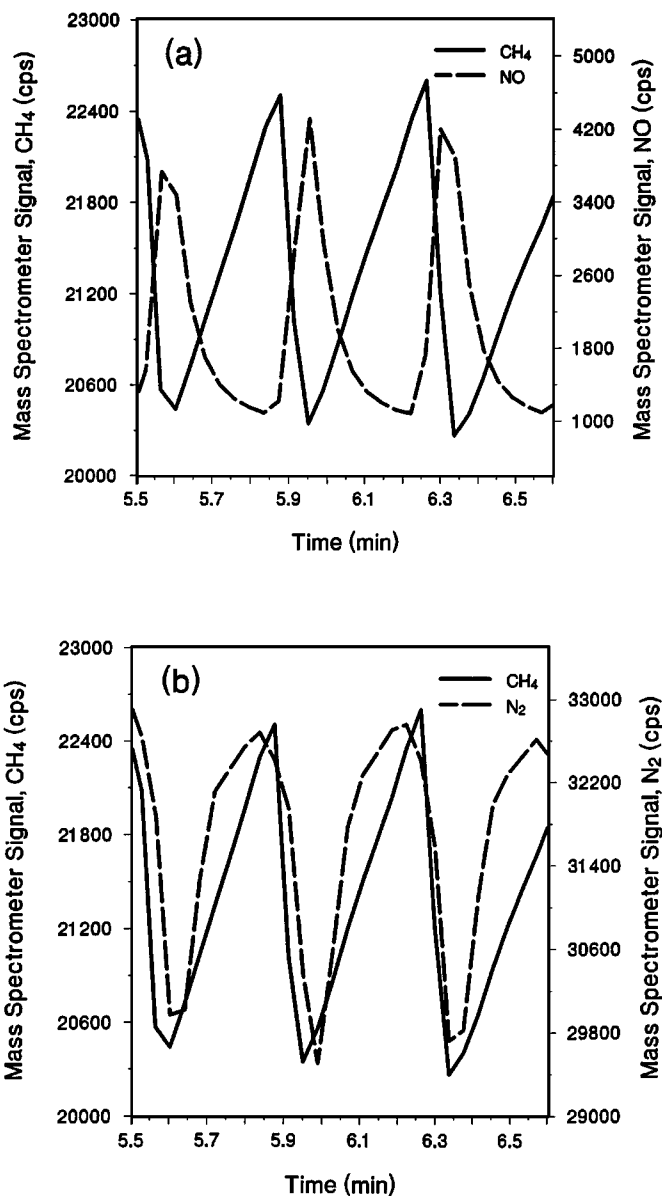 (a)
CH₄
NO
Mass Spectrometer Signal, CH₄ (cps)
23000
22400
21800
21200
20600
20000
Mass Spectrometer Signal, NO (cps)
5000
4200
3400
2600
1800
1000
5.5 5.7 5.9 6.1 6.3 6.5
Time (min)
(b)
CH₄
N₂
Mass Spectrometer Signal, CH₄ (cps)
23000
22400
21800
21200
20600
20000
Mass Spectrometer Signal, N₂ (cps)
33000
32200
31400
30600
29800
29000
5.5 5.7 5.9 6.1 6.3 6.5
Time (min)